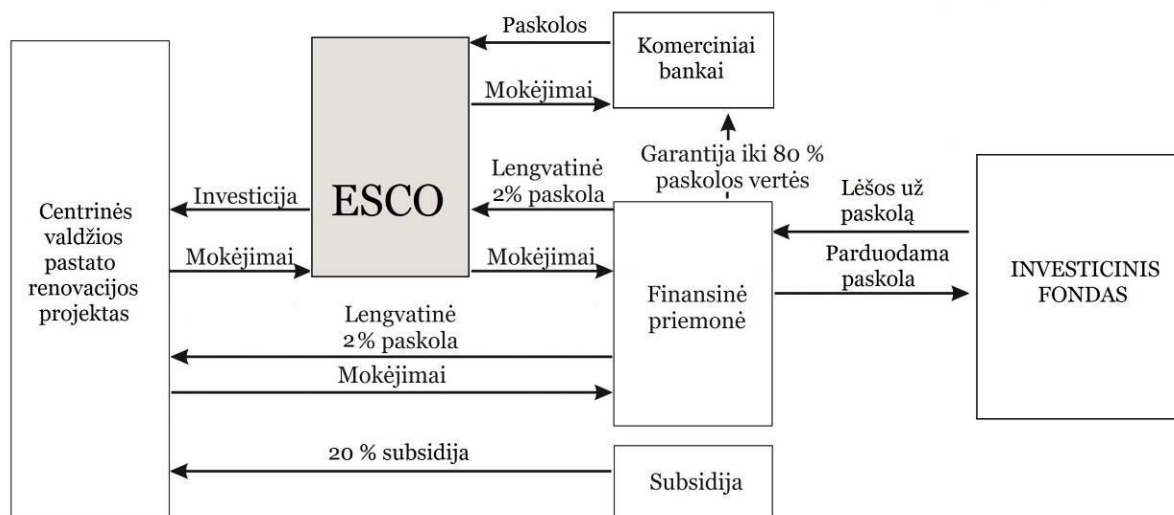 Paskolos
Komerciniai
bankai
Mokėjimai
Garantija iki 80 %
paskolos vertės
Lengvatinė
2% paskola
Investicija
ESCO
Centrinės
valdžios
pastato
renovacijos
projektas
Mokėjimai
Mokėjimai
Lėšos už
paskolą
Parduodama
paskola
INVESTICINIS
FONDAS
Finansinė
priemonė
Lengvatinė
2% paskola
Mokėjimai
20 % subsidija
Subsidija